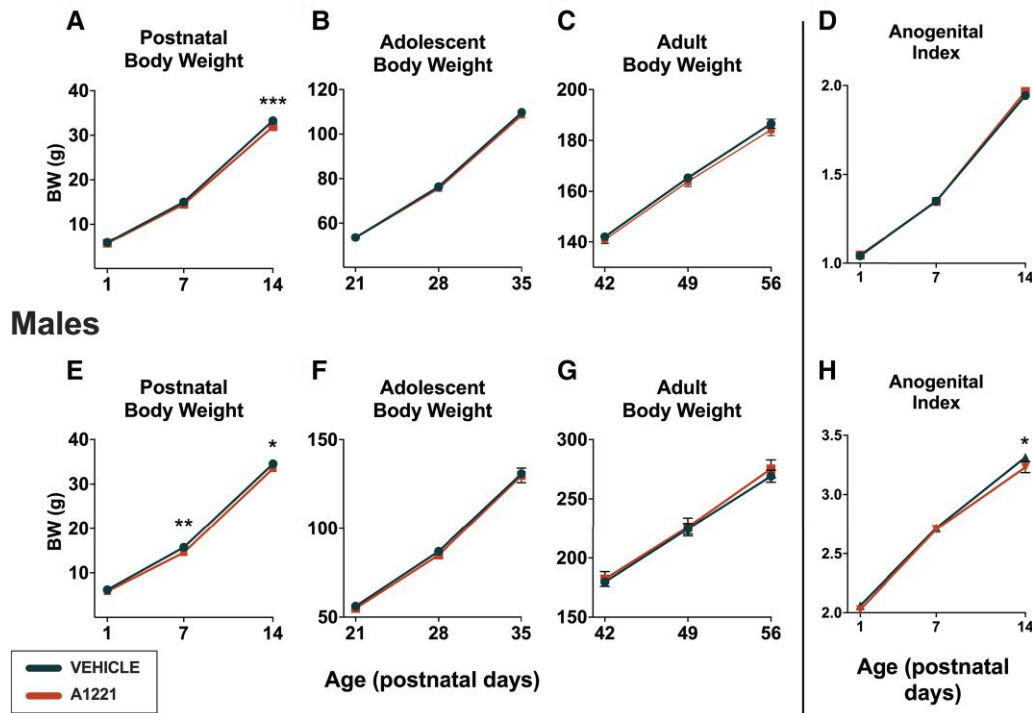 A
Postnatal
Body Weight
BW (g)
40
30
20
10
1
7
14
***
B
Adolescent
Body Weight
120
100
80
60
21
28
35
C
Adult
Body Weight
200
180
160
140
42
49
56
D
Anogenital
Index
2.0
1.5
1.0
1
7
14
Males
E
Postnatal
Body Weight
BW (g)
40
30
20
10
1
7
14
**
*
F
Adolescent
Body Weight
150
100
50
21
28
35
G
Adult
Body Weight
300
250
200
150
42
49
56
H
Anogenital
Index
3.5
3.0
2.5
2.0
1
7
14
*
VEHICLE
A1221
Age (postnatal days)
Age (postnatal
days)